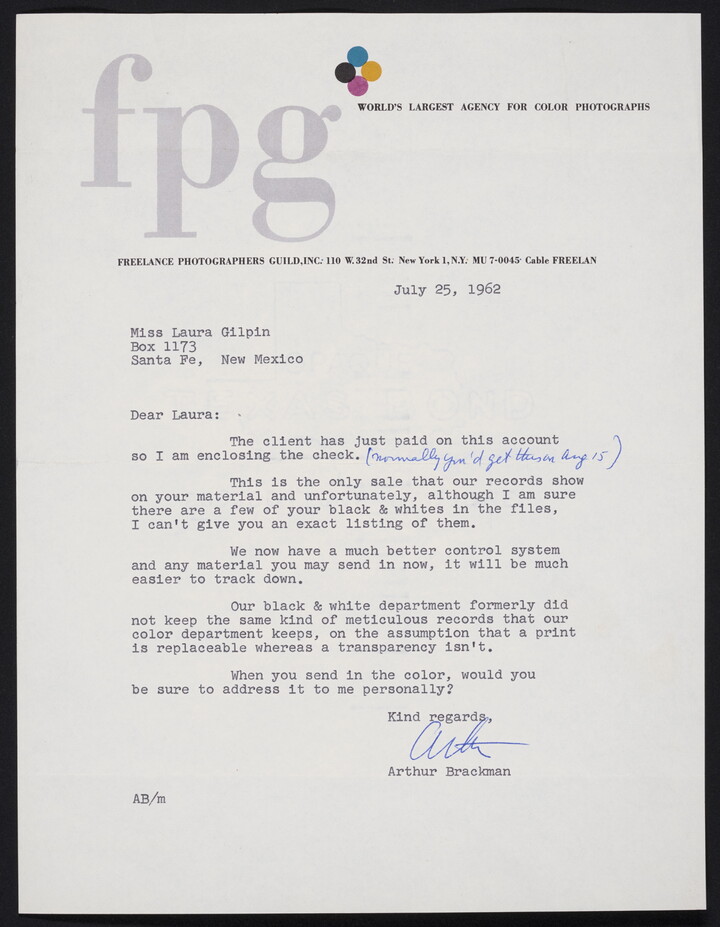 fpg
WORLD'S LARGEST AGENCY FOR COLOR PHOTOGRAPHS
FREELANCE PHOTOGRAPHERS GUILD, INC. 110 W. 32nd St. New York 1, N.Y. MU 7-0045 Cable FREELAN
July 25, 1962
Miss Laura Gilpin
Box 1173
Santa Fe, New Mexico
Dear Laura:
The client has just paid on this account
so I am enclosing the check. (normally you'd get this on Aug 15)
This is the only sale that our records show
on your material and unfortunately, although I am sure
there are a few of your black & whites in the files,
I can't give you an exact listing of them.
We now have a much better control system
and any material you may send in now, it will be much
easier to track down.
Our black & white department formerly did
not keep the same kind of meticulous records that our
color department keeps, on the assumption that a print
is replaceable whereas a transparency isn't.
When you send in the color, would you
be sure to address it to me personally?
Kind regards,
Arthur
Arthur Brackman
AB/m